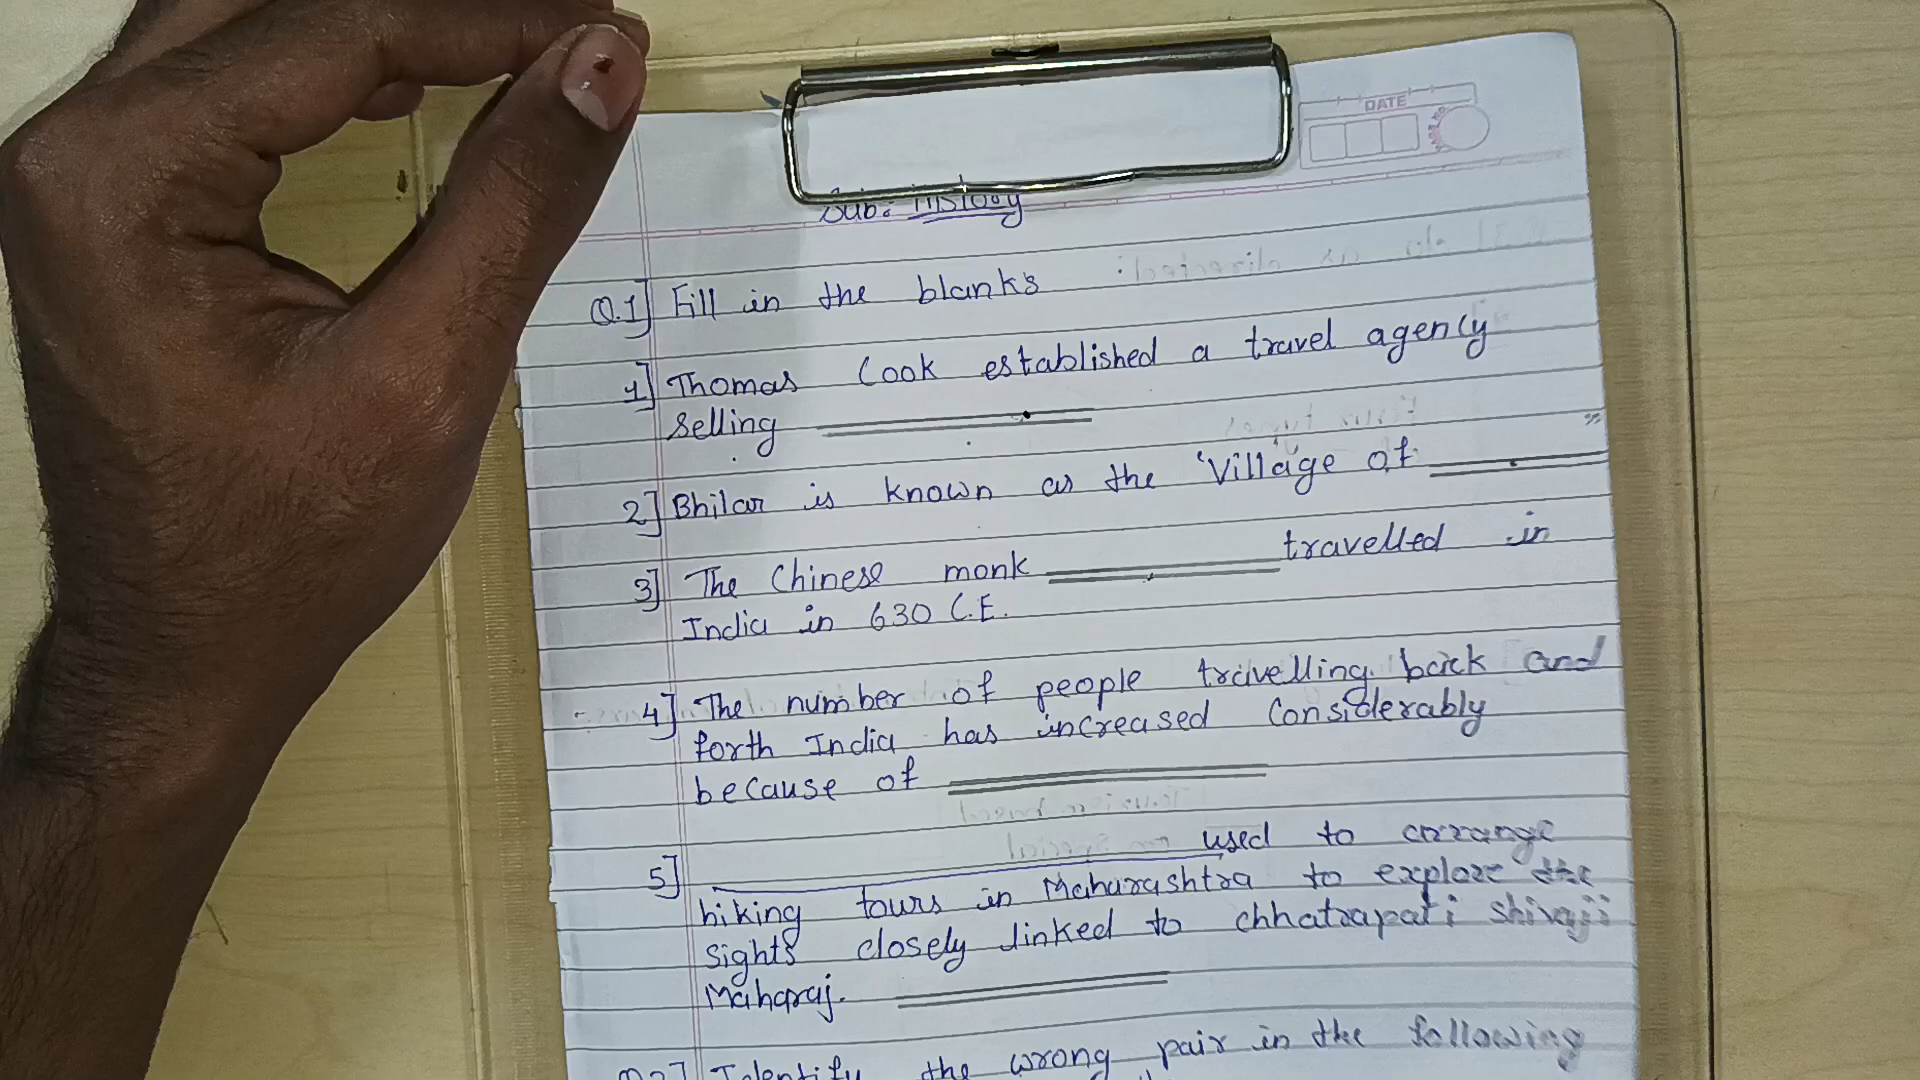 DATE
Sub: History
Q.1] Fill in the blanks
1] Thomas Cook established a travel agency
selling
2] Bhilar is known as the 'Village of
3] The Chinese monk travelled in
India in 630 C.E.
4] The number of people travelling back and
forth India has increased considerably
because of
5] used to arrange
hiking tours in Maharashtra to explore the
sights closely linked to chhatrapati shivaji
Maharaj.
Q.2] Identify the wrong pair in the following